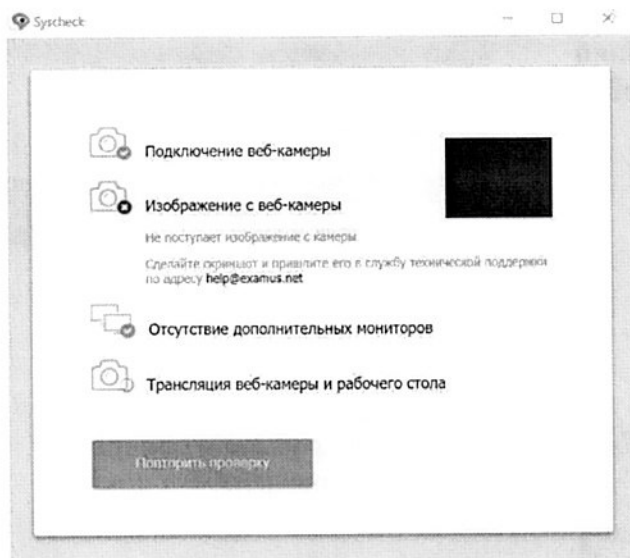 Syscheck
Подключение веб-камеры
Изображение с веб-камеры
Не поступает изображение с камеры
Сделайте скриншот и пришлите его в службу технической поддержки
по адресу help@examus.net
Отсутствие дополнительных мониторов
Трансляция веб-камеры и рабочего стола
Повторить проверку